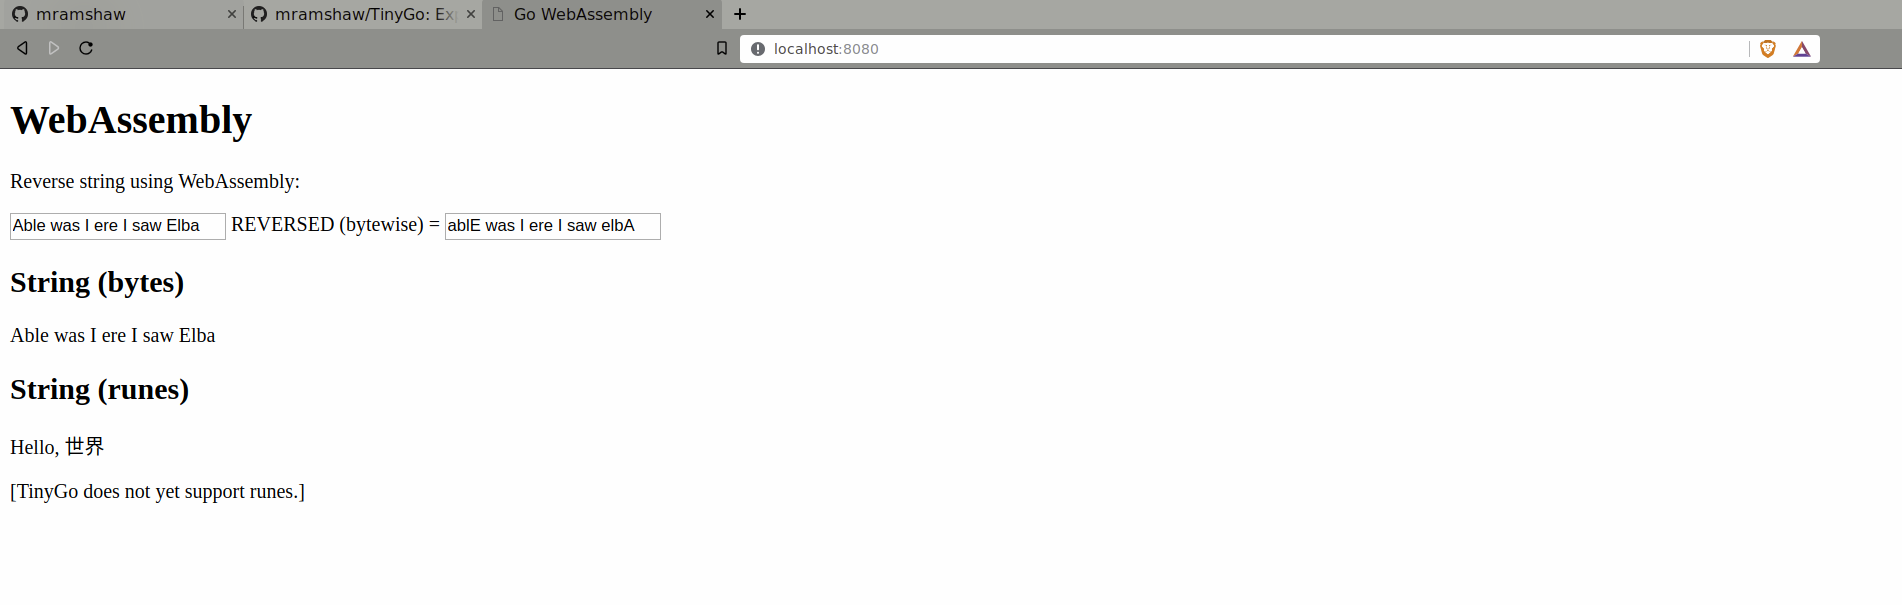 mramshaw
mramshaw/TinyGo: Ex
Go WebAssembly
localhost:8080
WebAssembly
Reverse string using WebAssembly:
Able was I ere I saw Elba REVERSED (bytewise) = ablE was I ere I saw elbA
String (bytes)
Able was I ere I saw Elba
String (runes)
Hello, 世界
[TinyGo does not yet support runes.]